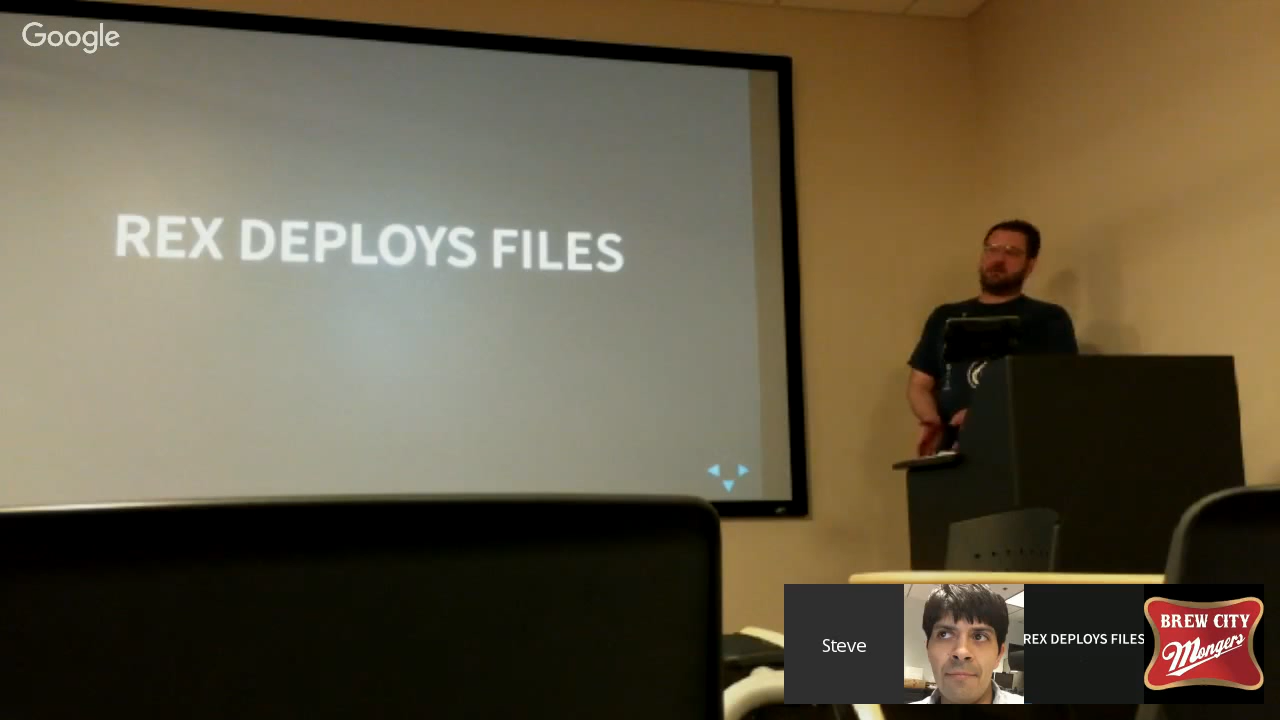 Google
REX DEPLOYS FILES
Steve
REX DEPLOYS FILES
BREW CITY
Mongers